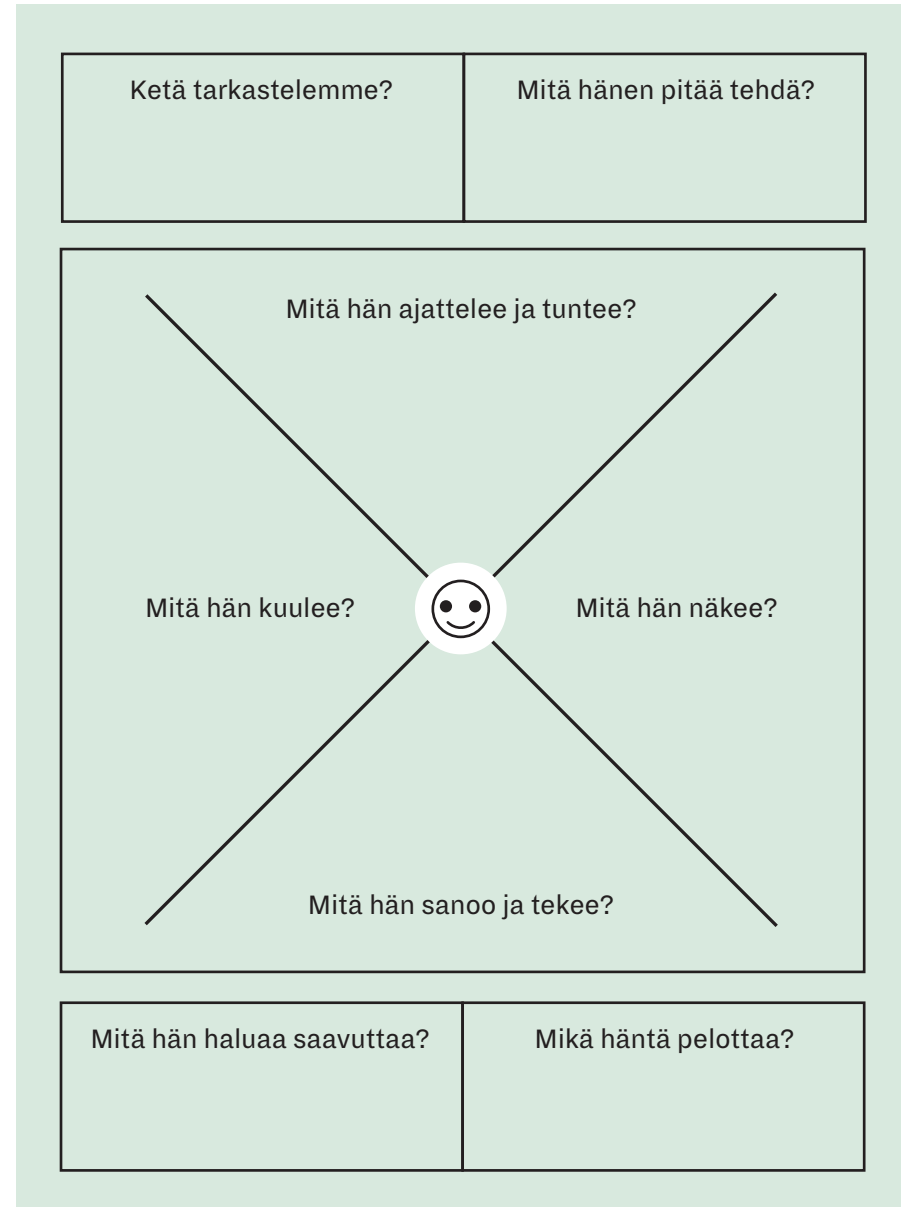 Ketä tarkastelemme?
Mitä hänen pitää tehdä?
Mitä hän ajattelee ja tuntee?
Mitä hän kuulee?
Mitä hän näkee?
Mitä hän sanoo ja tekee?
Mitä hän haluaa saavuttaa?
Mikä häntä pelottaa?